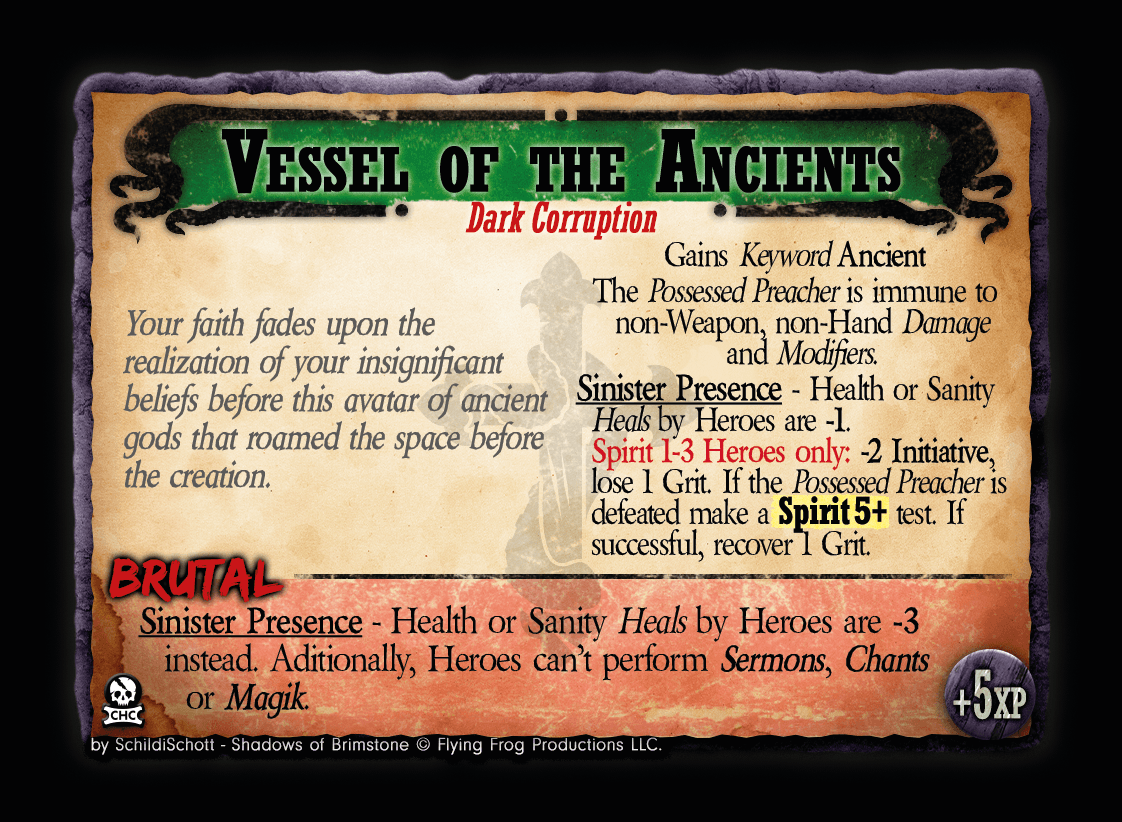 Vessel of the Ancients
Dark Corruption
Your faith fades upon the
realization of your insignificant
beliefs before this avatar of ancient
gods that roamed the space before
the creation.
Gains Keyword Ancient
The Possessed Preacher is immune to
non-Weapon, non-Hand Damage
and Modifiers.
Sinister Presence - Health or Sanity
Heals by Heroes are -1.
Spirit 1-3 Heroes only: -2 Initiative,
lose 1 Grit. If the Possessed Preacher is
defeated make a Spirit 5+ test. If
successful, recover 1 Grit.
BRUTAL
Sinister Presence - Health or Sanity Heals by Heroes are -3
instead. Aditionally, Heroes can't perform Sermons, Chants
or Magik.
CHC
+5XP
by SchildiSchott - Shadows of Brimstone © Flying Frog Productions LLC.